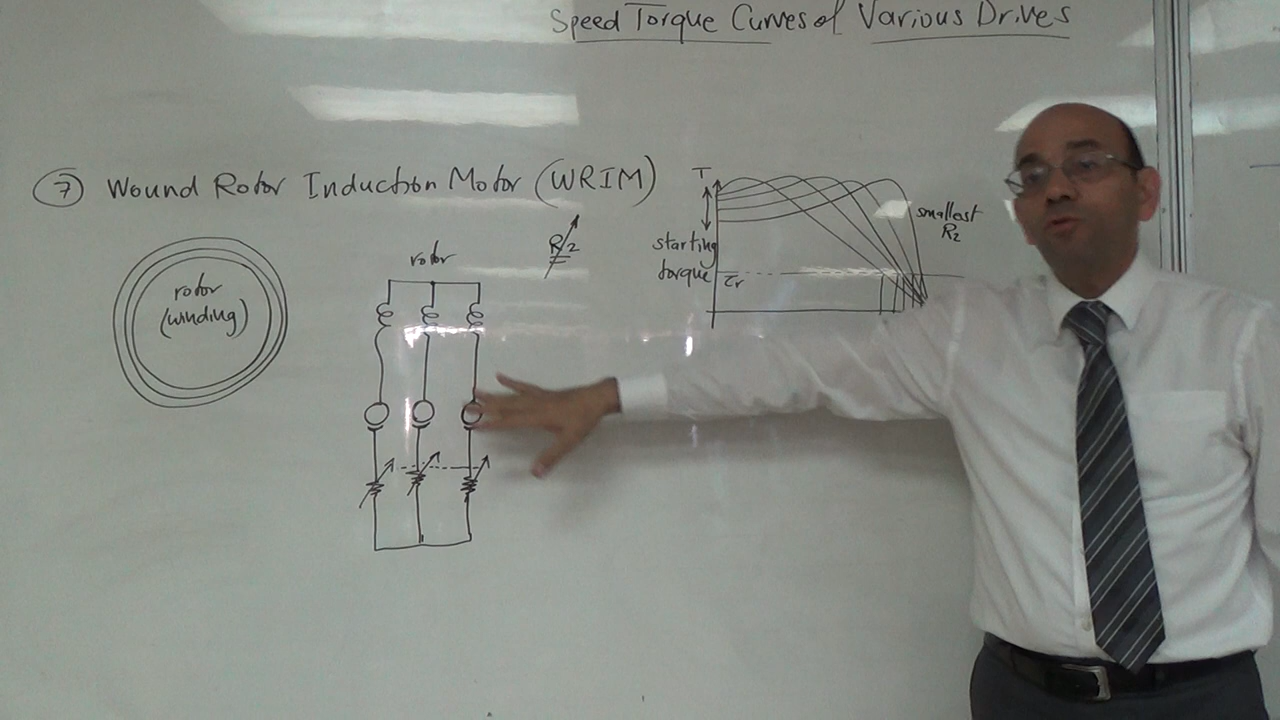 Speed Torque Curves of Various Drives
7 Wound Rotor Induction Motor (WRIM)
rotor
(winding)
rotor
R2
T
starting
torque
Tr
smallest
R2